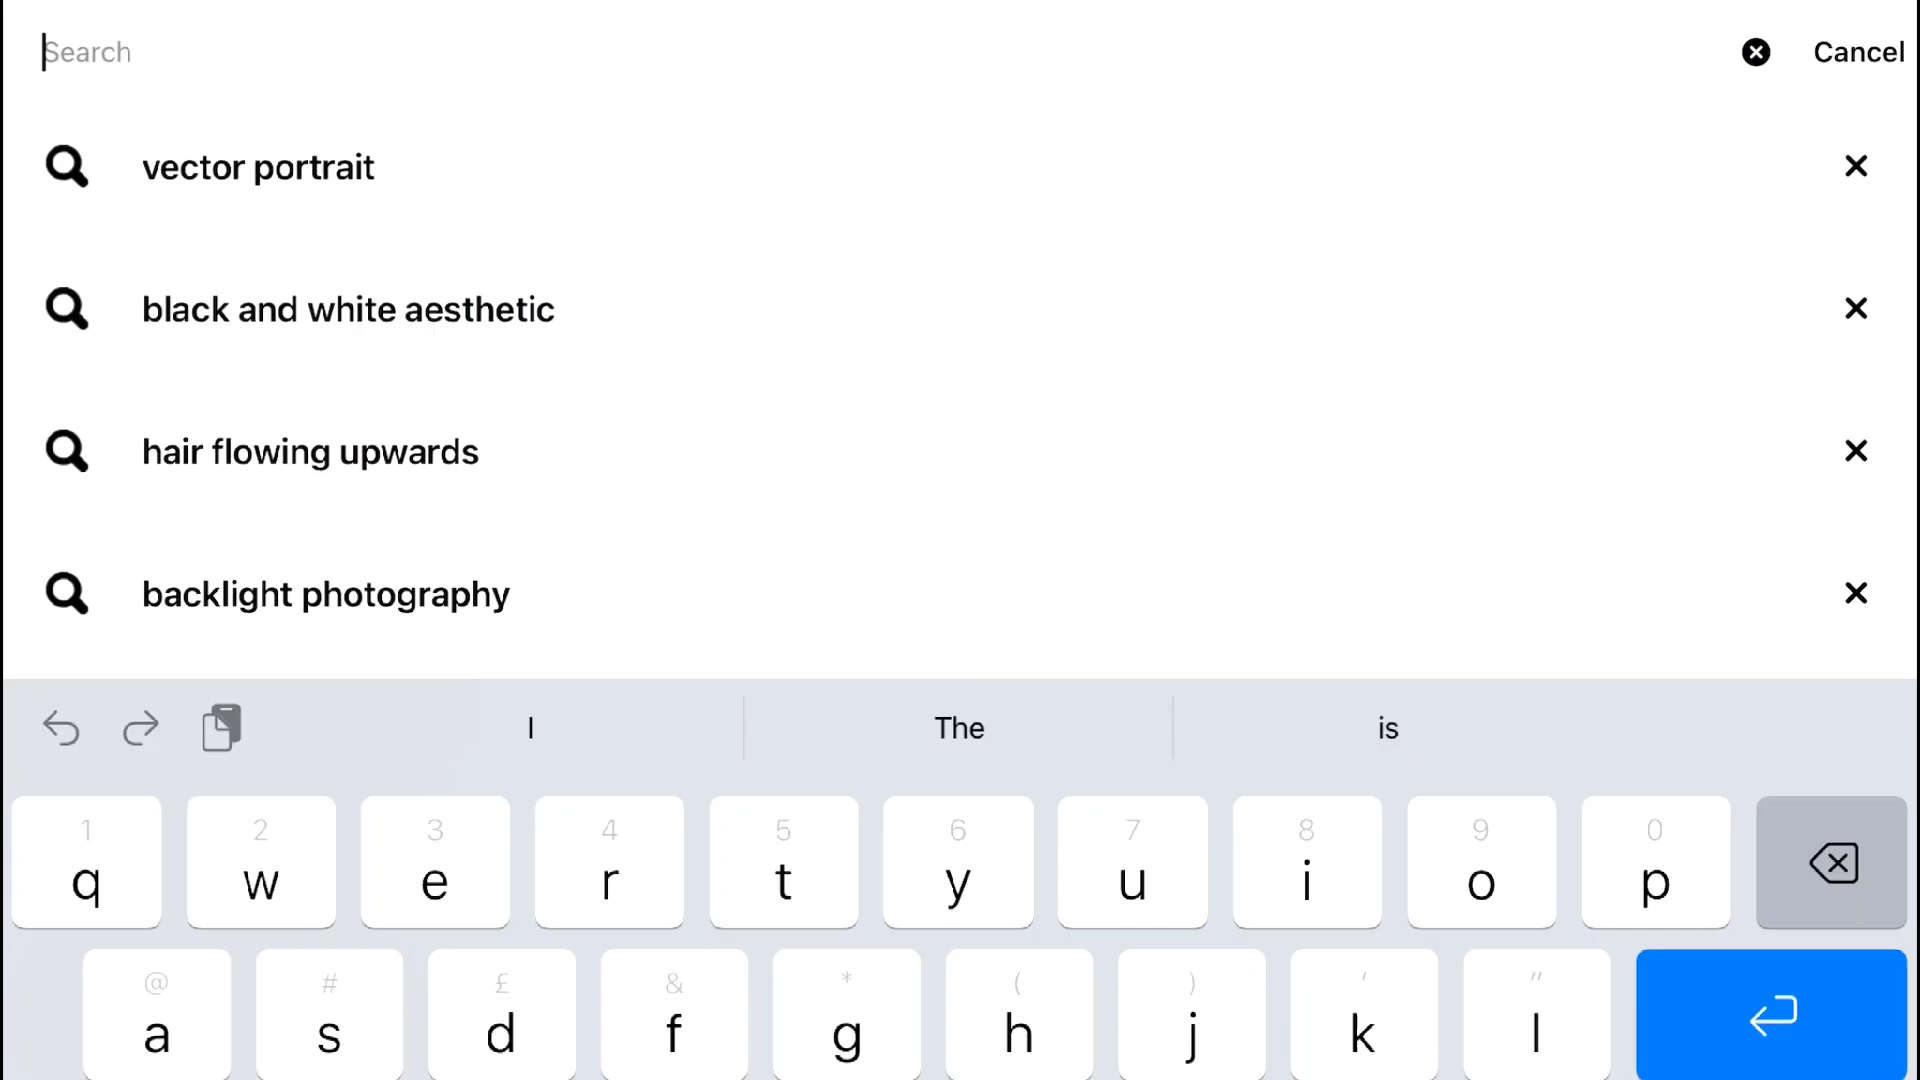 Search
Cancel
vector portrait
black and white aesthetic
hair flowing upwards
backlight photography
I The is
1 2 3 4 5 6 7 8 9 0
q w e r t y u i o p
@ # £ & * ( ) ' "
a s d f g h j k l